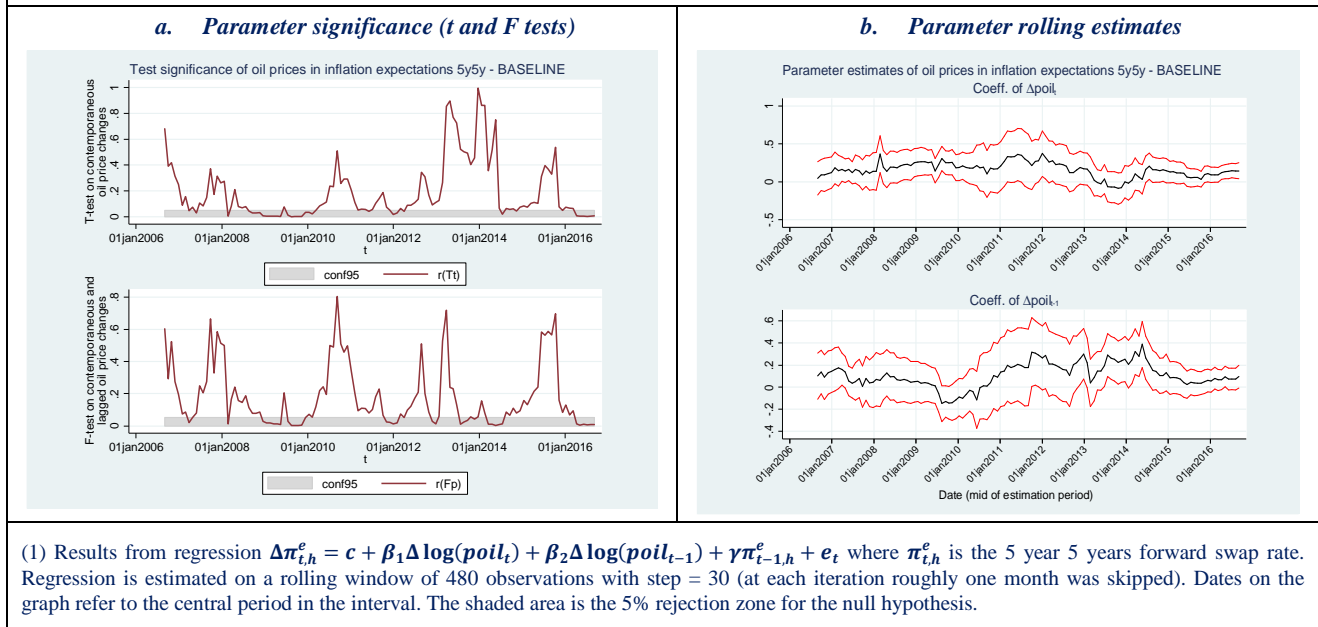 a. Parameter significance (t and F tests)
Test significance of oil prices in inflation expectations 5y5y - BASELINE
T-test on contemporaneous
oil price changes
0 .2 .4 .6 .8 1
01jan2006 01jan2008 01jan2010 01jan2012 01jan2014 01jan2016
t
conf95 r(Tt)
F-test on contemporaneous and
lagged oil price changes
0 .2 .4 .6 .8
01jan2006 01jan2008 01jan2010 01jan2012 01jan2014 01jan2016
t
conf95 r(Fp)
b. Parameter rolling estimates
Parameter estimates of oil prices in inflation expectations 5y5y - BASELINE
Coeff. of Δpoilₜ
-.5 0 .5 1
01jan2006 01jan2007 01jan2008 01jan2009 01jan2010 01jan2011 01jan2012 01jan2013 01jan2014 01jan2015 01jan2016
Coeff. of Δpoilₜ₋₁
-.4 -.2 0 .2 .4 .6
01jan2006 01jan2007 01jan2008 01jan2009 01jan2010 01jan2011 01jan2012 01jan2013 01jan2014 01jan2015 01jan2016
Date (mid of estimation period)
(1) Results from regression Δπᵉₜ,ₕ = c + β₁Δ log(poilₜ) + β₂Δ log(poilₜ₋₁) + γπᵉₜ₋₁,ₕ + eₜ where πᵉₜ,ₕ is the 5 year 5 years forward swap rate.
Regression is estimated on a rolling window of 480 observations with step = 30 (at each iteration roughly one month was skipped). Dates on the
graph refer to the central period in the interval. The shaded area is the 5% rejection zone for the null hypothesis.